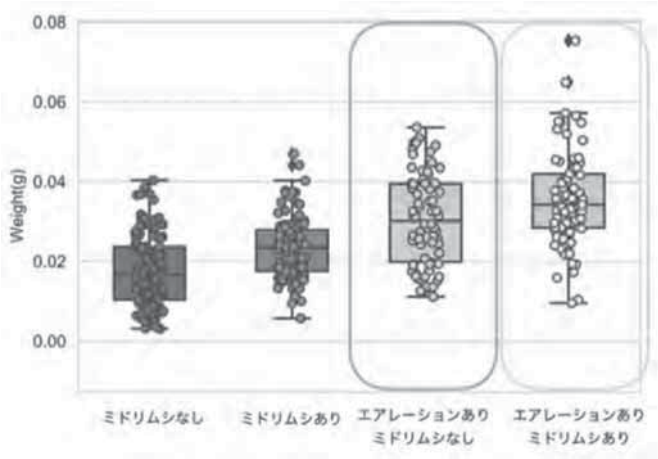 0.08
0.06
0.04
0.02
0.00
Weight(g)
ミドリムシなし
ミドリムシあり
エアレーションあり
ミドリムシなし
エアレーションあり
ミドリムシあり